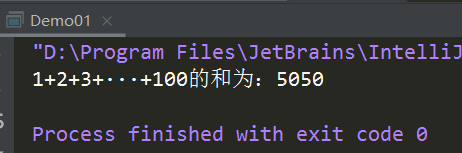 Demo01 ×
"D:\Program Files\JetBrains\IntelliJ
1+2+3+···+100的和为：5050
Process finished with exit code 0